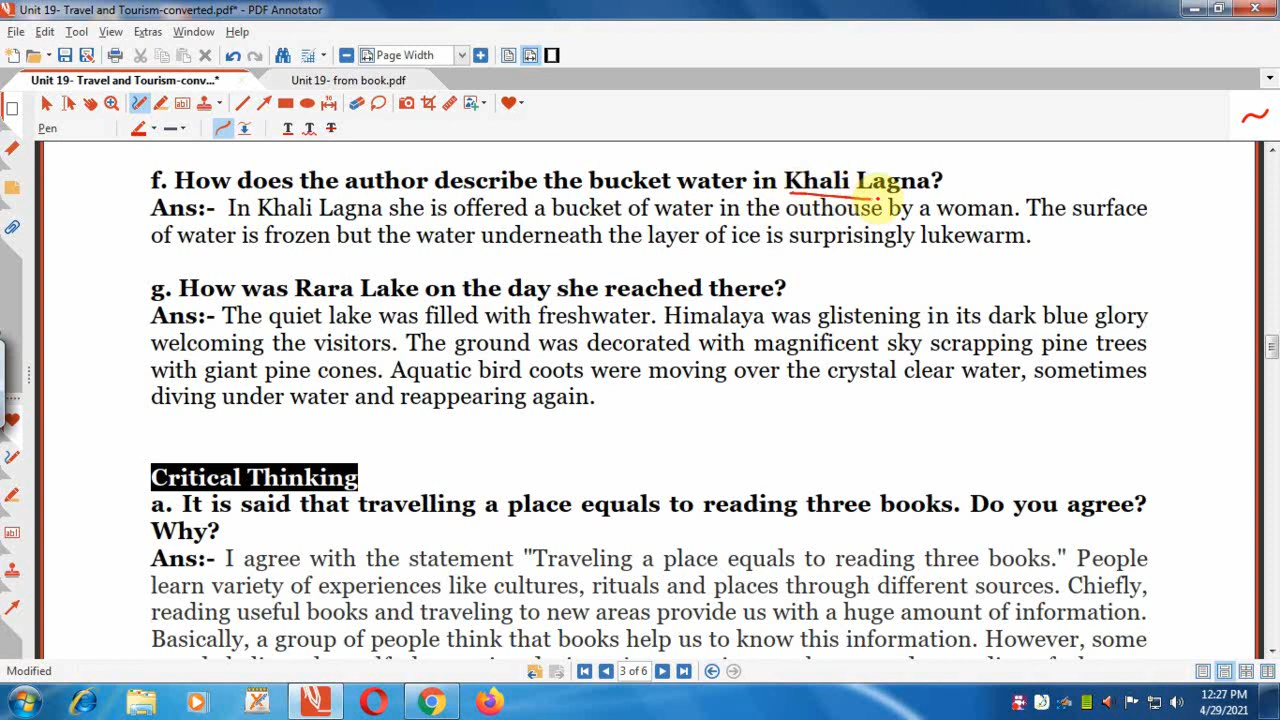 Unit 19- Travel and Tourism-converted.pdf* - PDF Annotator
File Edit Tool View Extras Window Help
Page Width
Unit 19- Travel and Tourism-conv...* Unit 19- from book.pdf
Pen
f. How does the author describe the bucket water in Khali Lagna?
Ans:- In Khali Lagna she is offered a bucket of water in the outhouse by a woman. The surface
of water is frozen but the water underneath the layer of ice is surprisingly lukewarm.
g. How was Rara Lake on the day she reached there?
Ans:- The quiet lake was filled with freshwater. Himalaya was glistening in its dark blue glory
welcoming the visitors. The ground was decorated with magnificent sky scrapping pine trees
with giant pine cones. Aquatic bird coots were moving over the crystal clear water, sometimes
diving under water and reappearing again.
Critical Thinking
a. It is said that travelling a place equals to reading three books. Do you agree?
Why?
Ans:- I agree with the statement "Traveling a place equals to reading three books." People
learn variety of experiences like cultures, rituals and places through different sources. Chiefly,
reading useful books and traveling to new areas provide us with a huge amount of information.
Basically, a group of people think that books help us to know this information. However, some
Modified
3 of 6
12:27 PM
4/29/2021